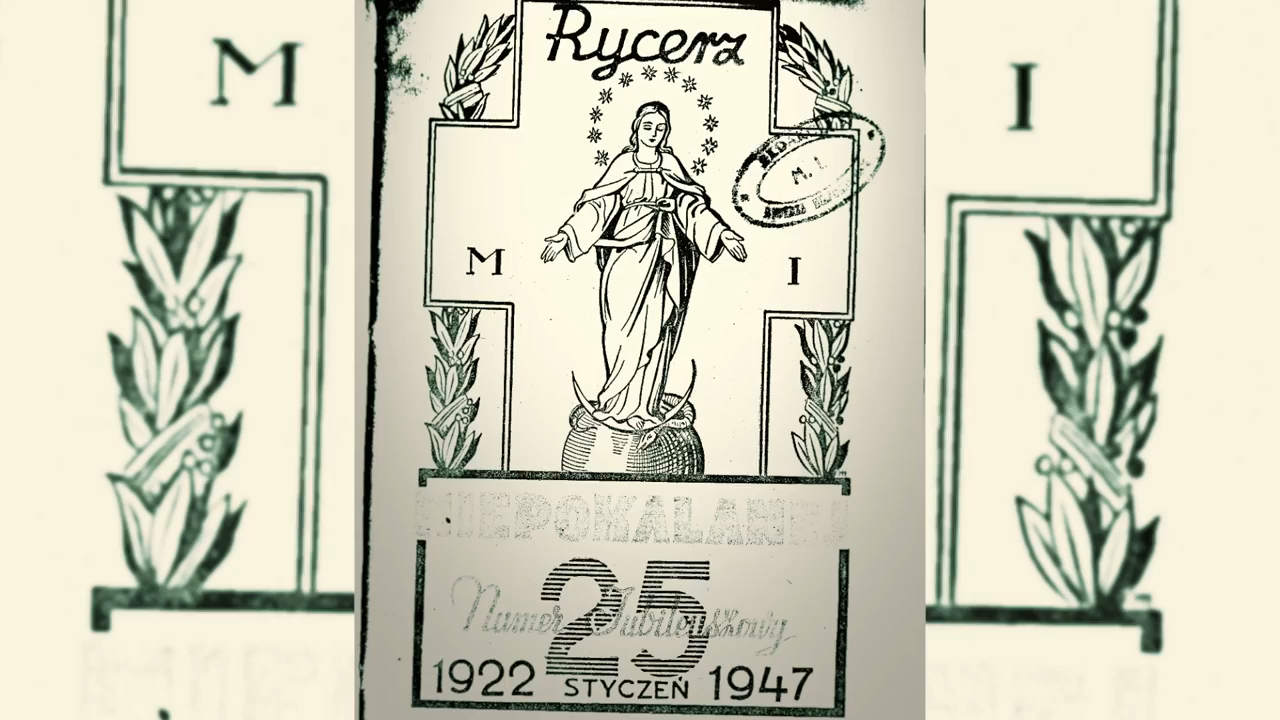 Rycerz
M I
M. I.
NIEPOKALANEJ
25
Numer Jubileuszowy
1922 STYCZEŃ 1947